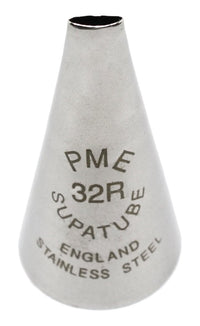 PME
32R
SUPATUBE
ENGLAND
STAINLESS STEEL